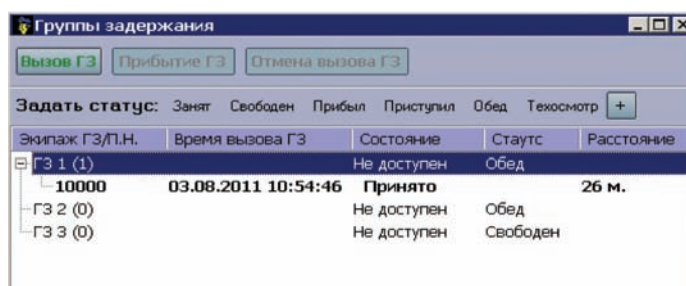 Группы задержания
Вызов ГЗ Прибытие ГЗ Отмена вызова ГЗ
Задать статус: Занят Свободен Прибыл Приступил Обед Техосмотр +
Экипаж ГЗ/П.Н. Время вызова ГЗ Состояние Стаутс Расстояние
ГЗ 1 (1) Не доступен Обед
10000 03.08.2011 10:54:46 Принято 26 м.
ГЗ 2 (0) Не доступен Обед
ГЗ 3 (0) Не доступен Свободен